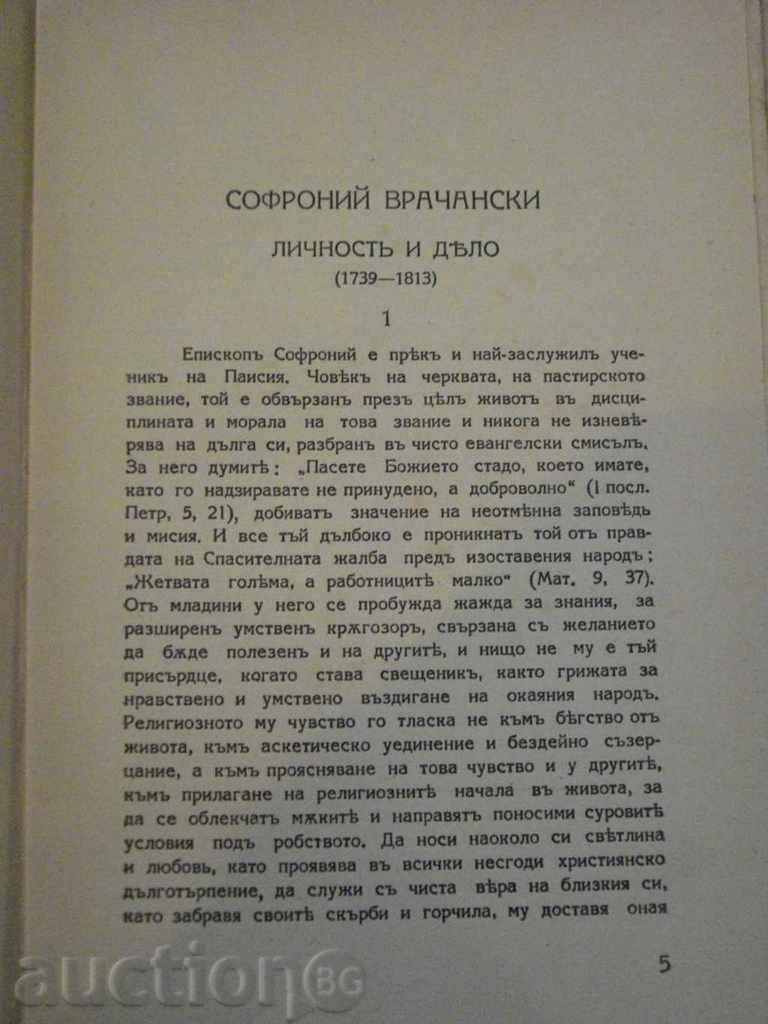 СОФРОНИЙ ВРАЧАНСКИ
ЛИЧНОСТЬ И ДѢЛО
(1739—1813)
1
Епископъ Софроний е прѣкъ и най-заслужилъ уче-
никъ на Паисия. Човѣкъ на черквата, на пастирското
звание, той е обвързанъ презъ цѣлъ животъ въ дисци-
плината и морала на това звание и никога не изневѣ-
рява на дълга си, разбранъ въ чисто евангелски смисълъ.
За него думитѣ: „Пасете Божието стадо, което имате,
като го надзиравате не принудено, а доброволно“ (I посл.
Петр, 5, 21), добиватъ значение на неотмѣнна заповѣдь
и мисия. И все тъй дълбоко е проникнатъ той отъ прав-
дата на Спасителната жалба предъ изоставения народъ;
„Жетвата голѣма, а работницитѣ малко“ (Мат. 9, 37).
Отъ младини у него се пробужда жажда за знания, за
разширенъ умственъ крѫгозоръ, свързана съ желанието
да бѫде полезенъ и на другитѣ, и нищо не му е тъй
присърдце, когато става свещеникъ, както грижата за
нравствено и умствено въздигане на окаяния народъ.
Религиозното му чувство го тласка не къмъ бѣгство отъ
живота, къмъ аскетическо уединение и бездейно съзер-
цание, а къмъ проясняване на това чувство и у другитѣ,
къмъ прилагане на религиознитѣ начала въ живота, за
да се облекчатъ мѫкитѣ и направятъ поносими суровитѣ
условия подъ робството. Да носи наоколо си свѣтлина
и любовь, като проявява въ всички несгоди християнско
дълготърпение, да служи съ чиста вѣра на близкия си,
като забравя своитѣ скърби и горчила, му доставя оная
5
auctionBG